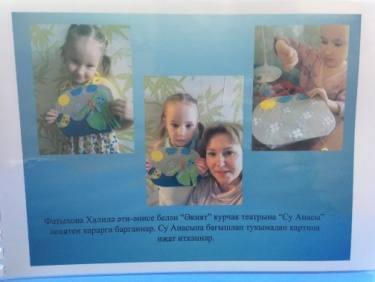 Фатыхова Халидә әти-әнисе белән “Әкият” курчак театрына “Су Анасы”
әкиятен карарга барганнар. Су Анасына багышлап тукымадан картина
иҗат иткәннәр.